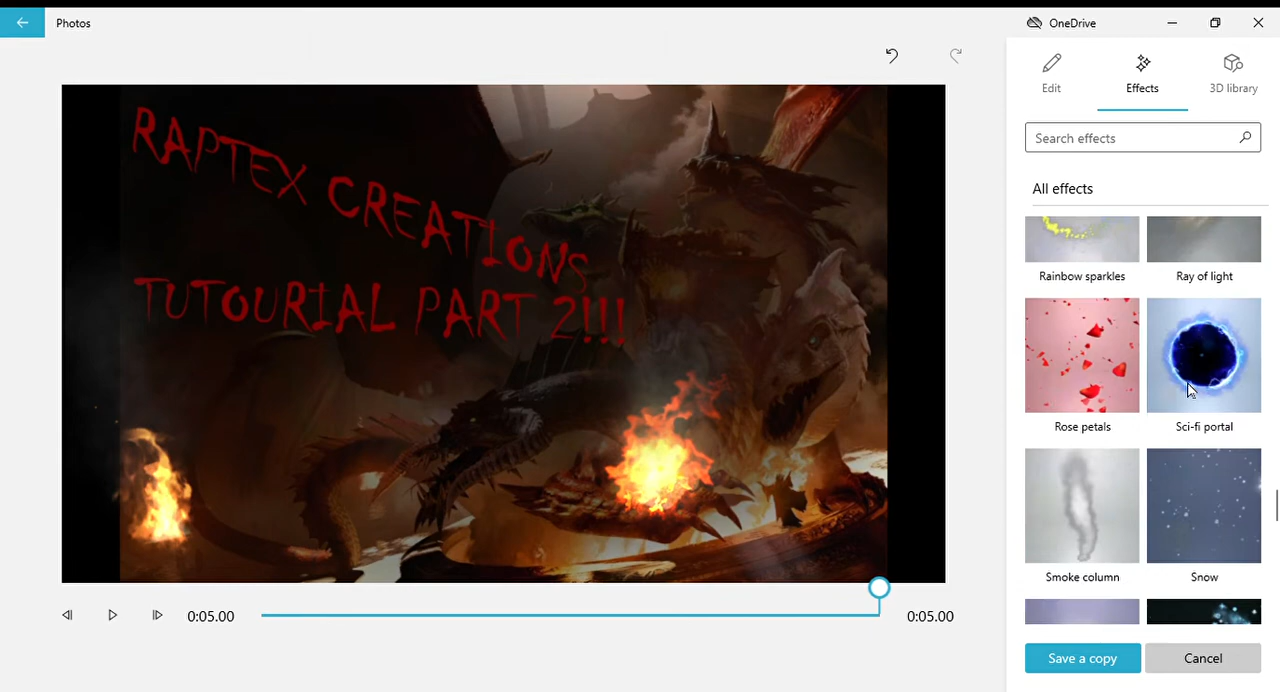 Photos
OneDrive
Edit
Effects
3D library
Search effects
All effects
Rainbow sparkles
Ray of light
Rose petals
Sci-fi portal
Smoke column
Snow
RAPTEX CREATIONS
TUTOURIAL PART 2!!!
0:05.00
0:05.00
Save a copy
Cancel